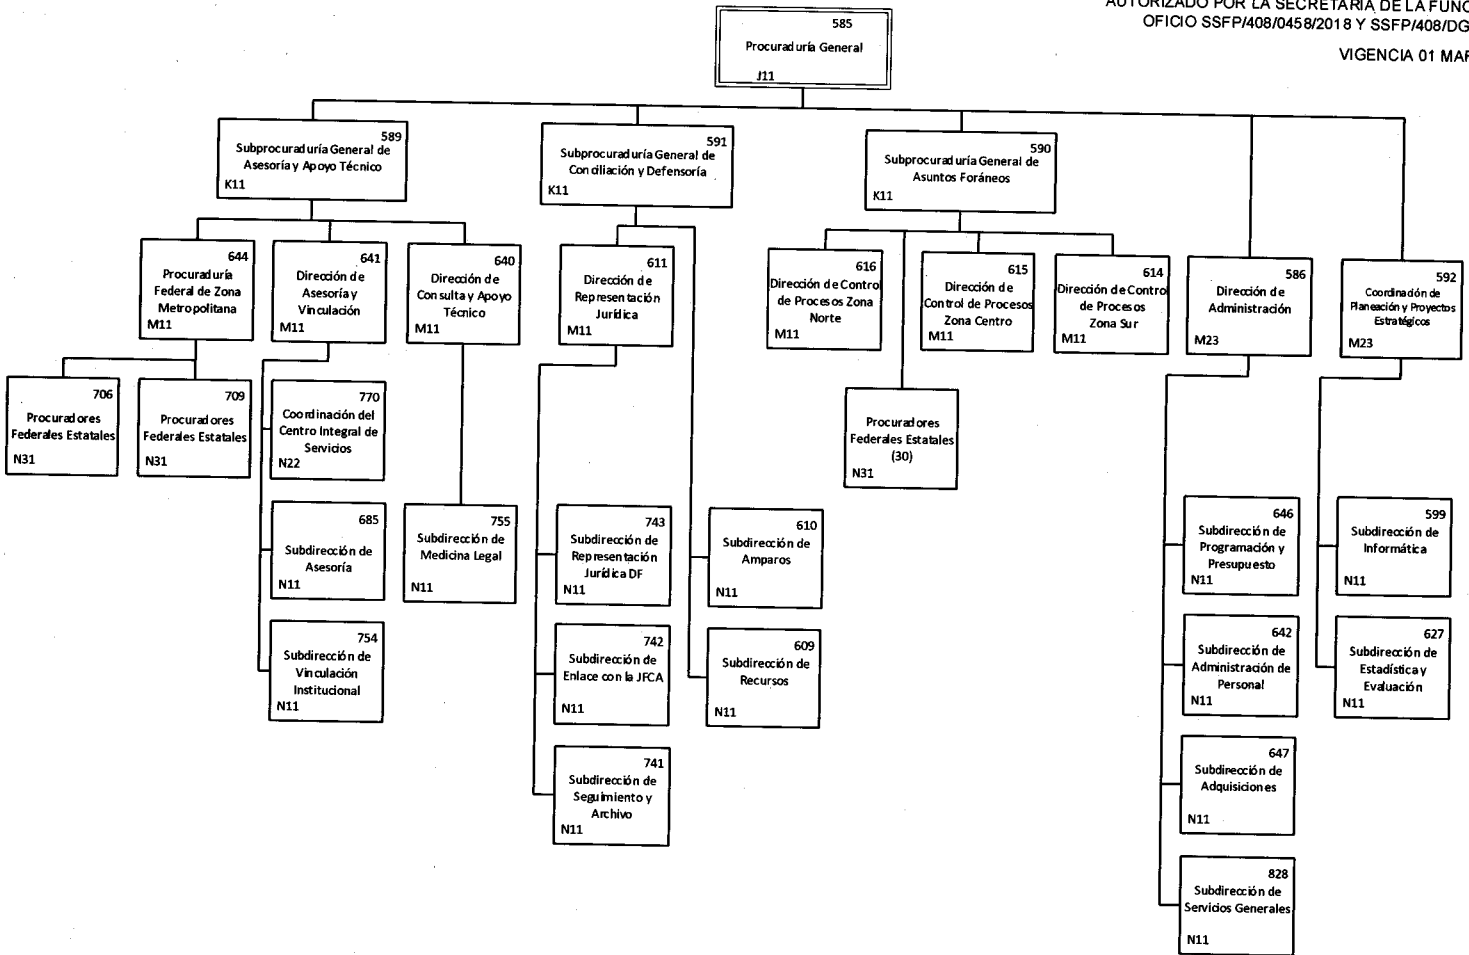 AUTORIZADO POR LA SECRETARÍA DE LA FUNC
OFICIO SSFP/408/0458/2018 Y SSFP/408/DG
VIGENCIA 01 MAR
585
Procuraduría General
J11
589
Subprocuraduría General de
Asesoría y Apoyo Técnico
K11
591
Subprocuraduría General de
Conciliación y Defensoría
K11
590
Subprocuraduría General de
Asuntos Foráneos
K11
644
Procuraduría
Federal de Zona
Metropolitana
M11
641
Dirección de
Asesoría y
Vinculación
M11
640
Dirección de
Consulta y Apoyo
Técnico
M11
611
Dirección de
Representación
Jurídica
M11
616
Dirección de Contro
de Procesos Zona
Norte
M11
615
Dirección de
Control de Procesos
Zona Centro
M11
614
Dirección de Contro
de Procesos
Zona Sur
M11
586
Dirección de
Administración
M23
592
Coordinación de
Planeación y Proyectos
Estratégicos
M23
706
Procuradores
Federales Estatales
N31
709
Procuradores
Federales Estatales
N31
770
Coordinación del
Centro Integral de
Servicios
N22
Procuradores
Federales Estatales
(30)
N31
685
Subdirección de
Asesoría
N11
755
Subdirección de
Medicina Legal
N11
743
Subdirección de
Representación
Jurídica DF
N11
610
Subdirección de
Amparos
N11
646
Subdirección de
Programación y
Presupuesto
N11
599
Subdirección de
Informática
N11
754
Subdirección de
Vinculación
Institucional
N11
742
Subdirección de
Enlace con la JFCA
N11
609
Subdirección de
Recursos
N11
642
Subdirección de
Administración de
Personal
N11
627
Subdirección de
Estadística y
Evaluación
N11
741
Subdirección de
Seguimiento y
Archivo
N11
647
Subdirección de
Adquisiciones
N11
828
Subdirección de
Servicios Generales
N11